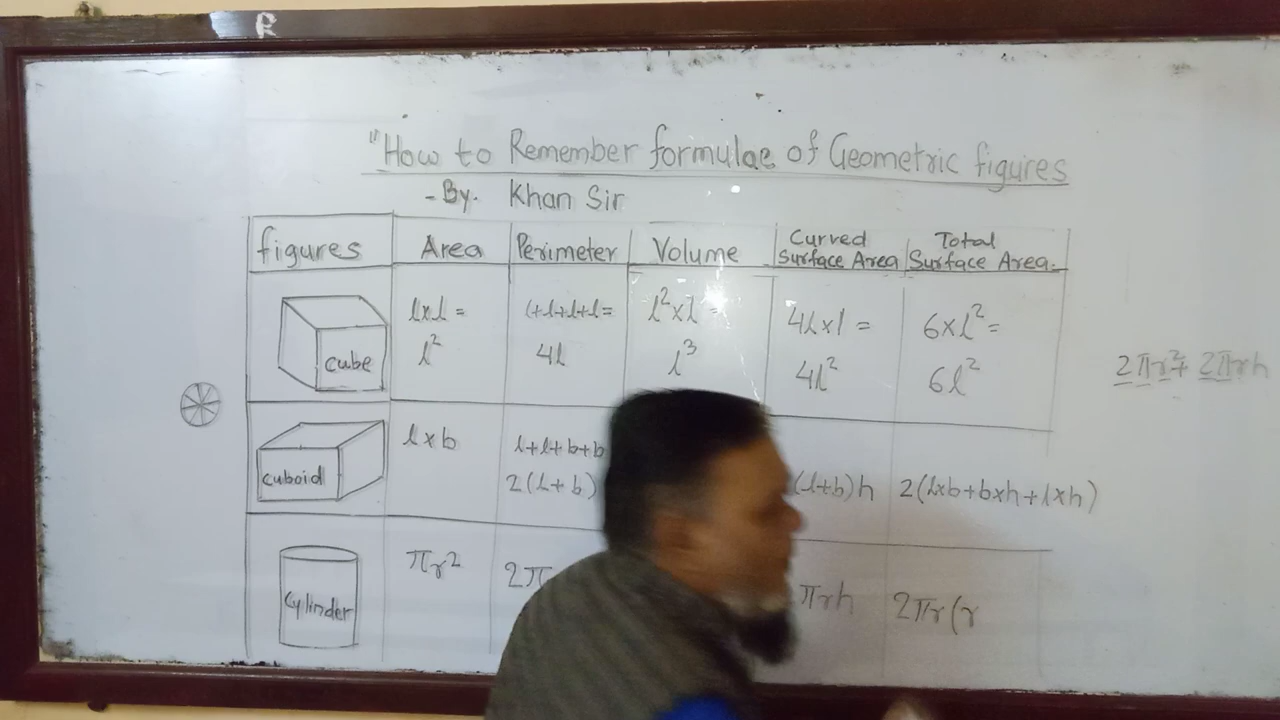 R
"How to Remember formulae of Geometric figures
- By. Khan Sir
figures Area Perimeter Volume Curved Surface Area Total Surface Area.
cube
l×l =
l²
l+l+l+l=
4l
l²×l =
l³
4l×l =
4l²
6×l²=
6l²
2πr²+ 2πrh
cuboid
l×b
l+l+b+b
2(l+b)
(l+b)h
2(l×b+b×h+l×h)
Cylinder
πr²
2π
πrh
2πr(r